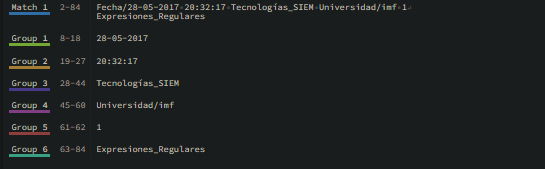 Match 1 2-84 Fecha/28-05-2017-20:32:17-Tecnologías_SIEM-Universidad/imf-1↵
Expresiones_Regulares
Group 1 8-18 28-05-2017
Group 2 19-27 20:32:17
Group 3 28-44 Tecnologías_SIEM
Group 4 45-60 Universidad/imf
Group 5 61-62 1
Group 6 63-84 Expresiones_Regulares